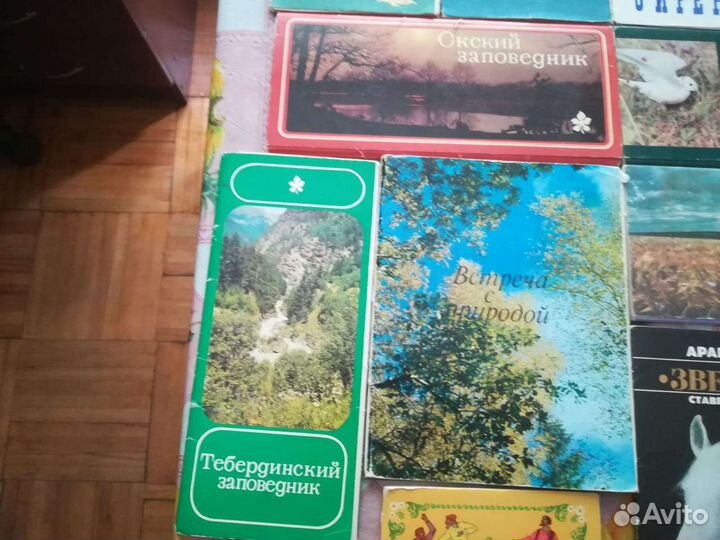 Окский
заповедник
Встреча
с
природой
Тебердинский
заповедник
АРА
•ЗВЕ
СТАВ
Avito